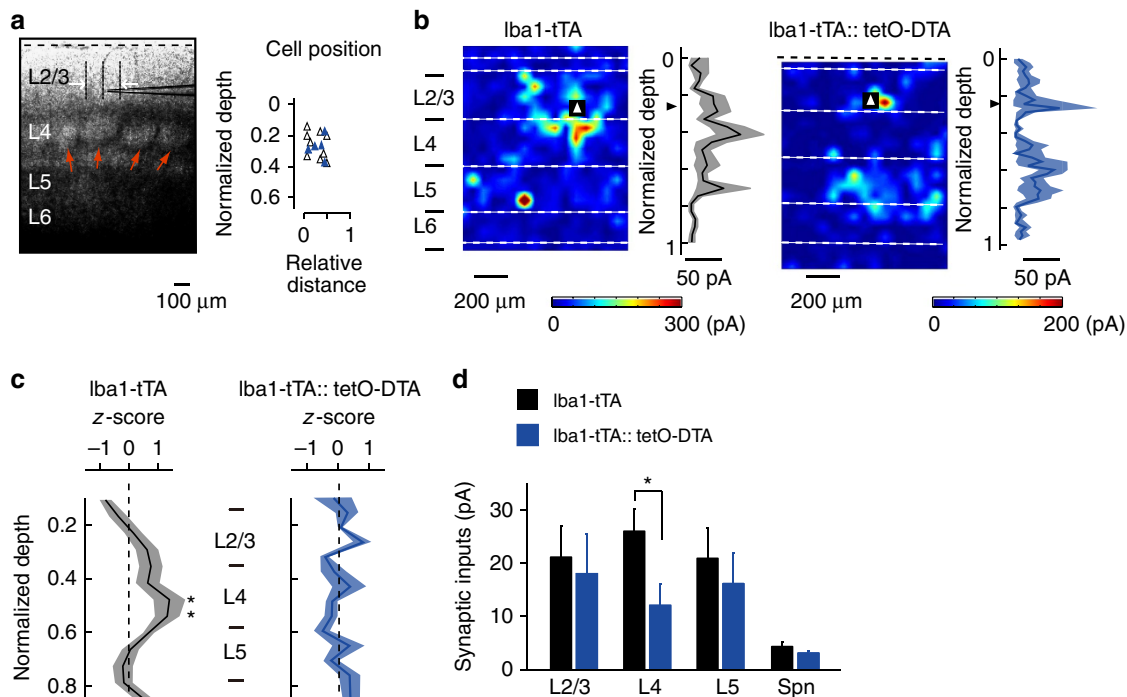 a
L2/3
L4
L5
L6
100 μm
Cell position
Normalized depth
0
0.2
0.4
0.6
0 1
Relative
distance
b
Iba1-tTA
L2/3
L4
L5
L6
200 μm
0
1
Normalized depth
50 pA
0 300 (pA)
Iba1-tTA:: tetO-DTA
200 μm
0
1
Normalized depth
50 pA
0 200 (pA)
c
Iba1-tTA
z-score
–1 0 1
Normalized depth
0.2
0.4
0.6
0.8
*
*
L2/3
L4
L5
Iba1-tTA:: tetO-DTA
z-score
–1 0 1
d
Iba1-tTA
Iba1-tTA:: tetO-DTA
Synaptic inputs (pA)
30
20
10
0
*
L2/3 L4 L5 Spn